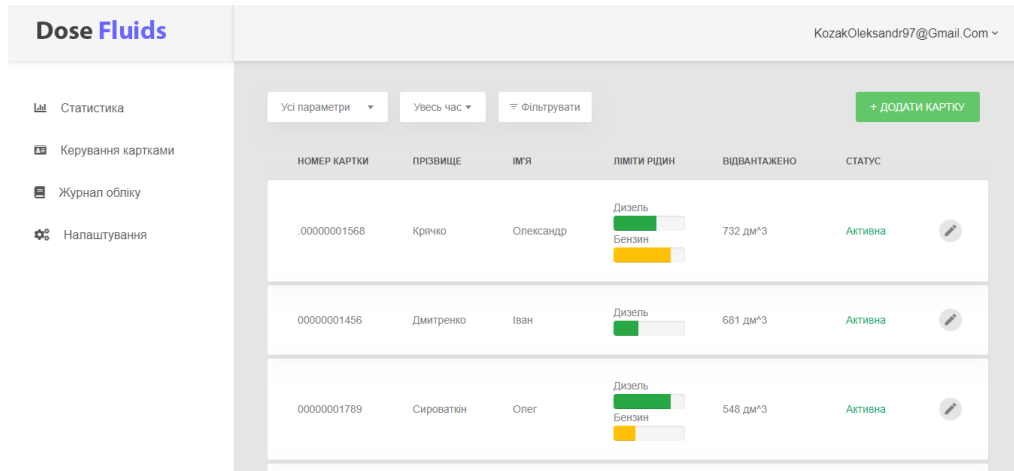 Dose Fluids
KozakOleksandr97@Gmail.Com
Статистика
Керування картками
Журнал обліку
Налаштування
Усі параметри
Увесь час
Фільтрувати
+ ДОДАТИ КАРТКУ
НОМЕР КАРТКИ ПРІЗВИЩЕ ІМ'Я ЛІМІТИ РІДИН ВІДВАНТАЖЕНО СТАТУС
Дизель
.00000001568 Крячко Олександр 732 дм^3 Активна
Бензин
Дизель
00000001456 Дмитренко Іван 681 дм^3 Активна
Дизель
00000001789 Сироваткін Олег 548 дм^3 Активна
Бензин